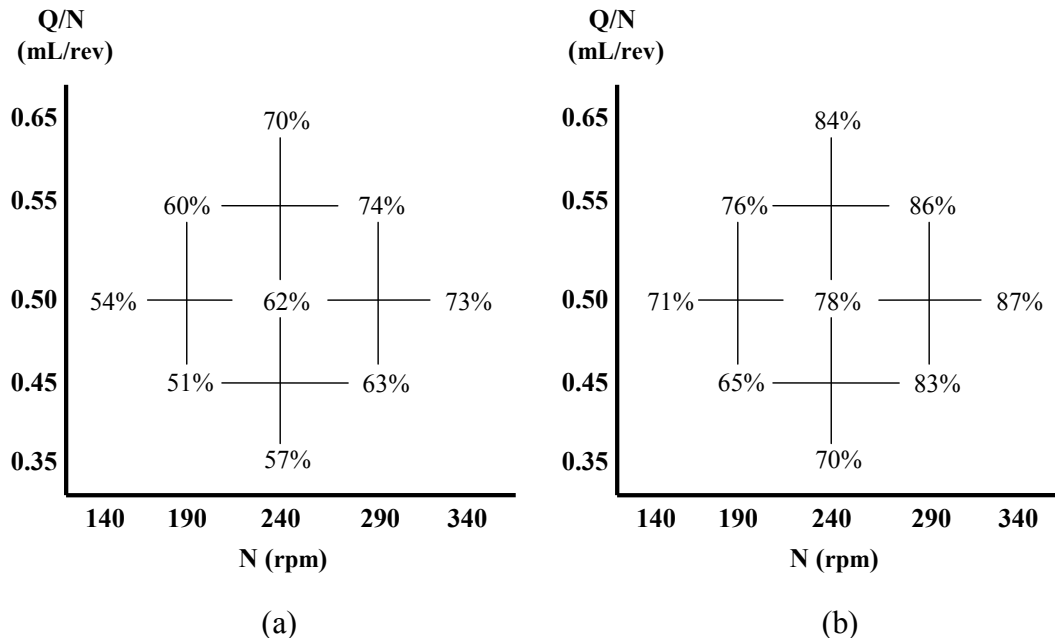 Q/N
(mL/rev)
0.65
0.55
0.50
0.45
0.35
70%
60%
74%
54%
62%
73%
51%
63%
57%
140 190 240 290 340
N (rpm)
(a)
Q/N
(mL/rev)
0.65
0.55
0.50
0.45
0.35
84%
76%
86%
71%
78%
87%
65%
83%
70%
140 190 240 290 340
N (rpm)
(b)